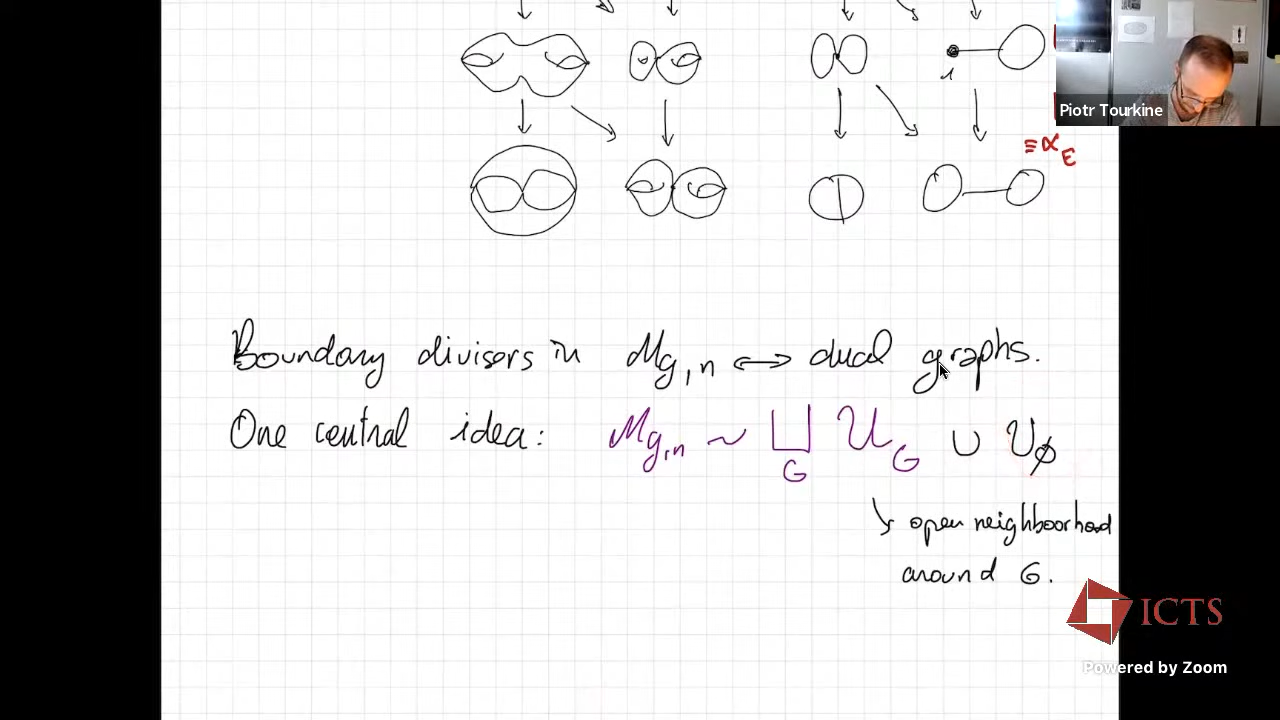 Piotr Tourkine
1
≡ α_E
Boundary divisors in M_{g,n} ↔ dual graphs.
One central idea: M_{g,n} ~ ⊔_G U_G ∪ U_∅
↘ open neighboorhood
around G.
ICTS
Powered by Zoom